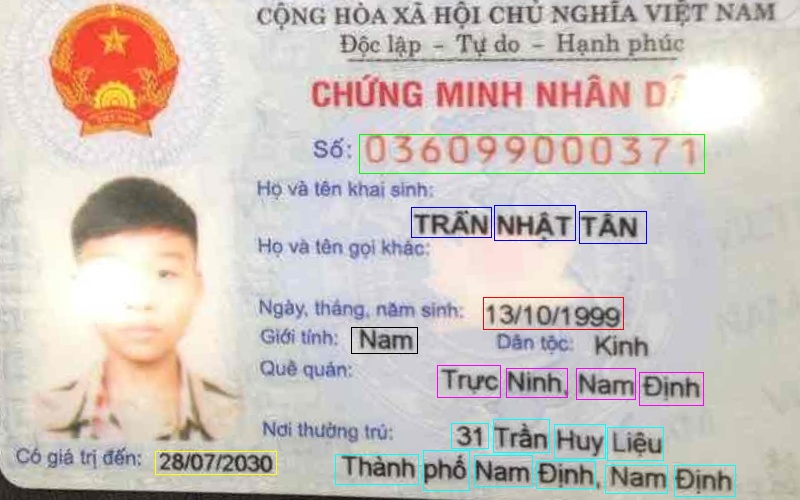 CỘNG HÒA XÃ HỘI CHỦ NGHĨA VIỆT NAM
Độc lập - Tự do - Hạnh phúc
CHỨNG MINH NHÂN
Số: 036099000371
Họ và tên khai sinh:
TRẦN NHẬT TÂN
Họ và tên gọi khác:
Ngày, tháng, năm sinh: 13/10/1999
Giới tính: Nam Dân tộc: Kinh
Quê quán:
Trực Ninh, Nam Định
Nơi thường trú:
31 Trần Huy Liệu
Có giá trị đến: 28/07/2030
Thành phố Nam Định, Nam Định